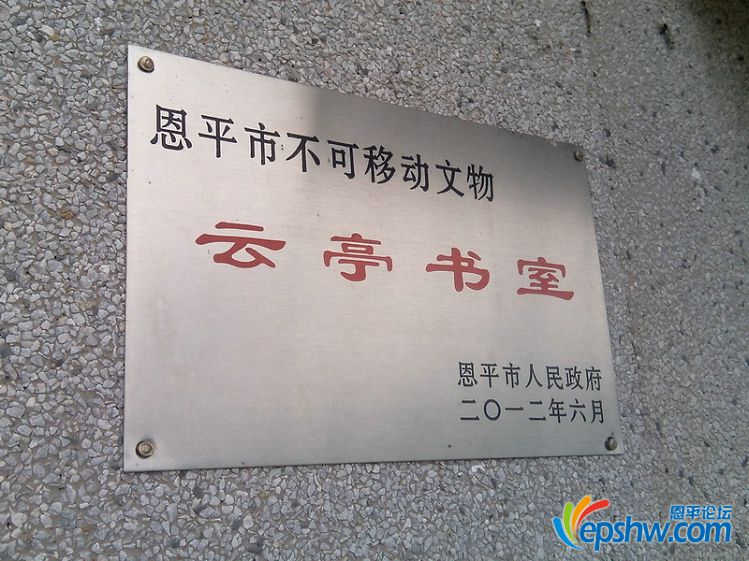 恩平市不可移动文物
云亭书室
恩平市人民政府
二〇一二年六月
恩平论坛
epshw.com